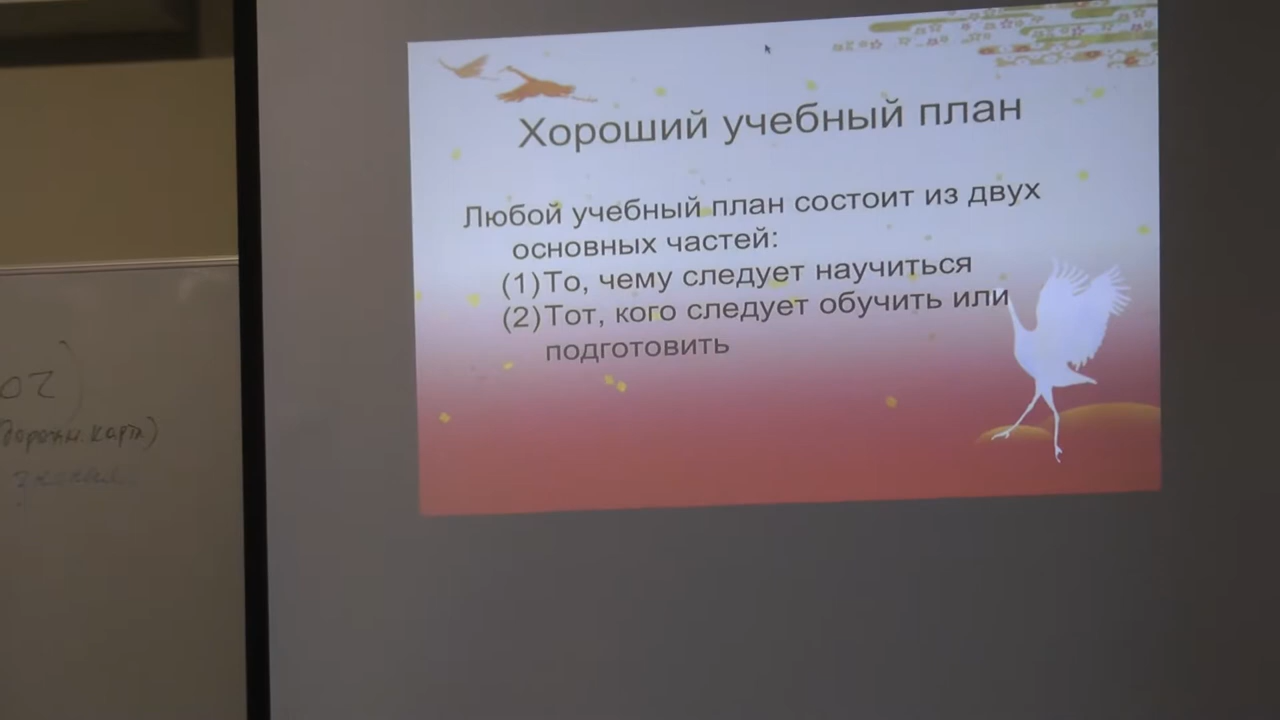 Хороший учебный план
Любой учебный план состоит из двух
основных частей:
(1) То, чему следует научиться
(2) Тот, кого следует обучить или
подготовить
карта)